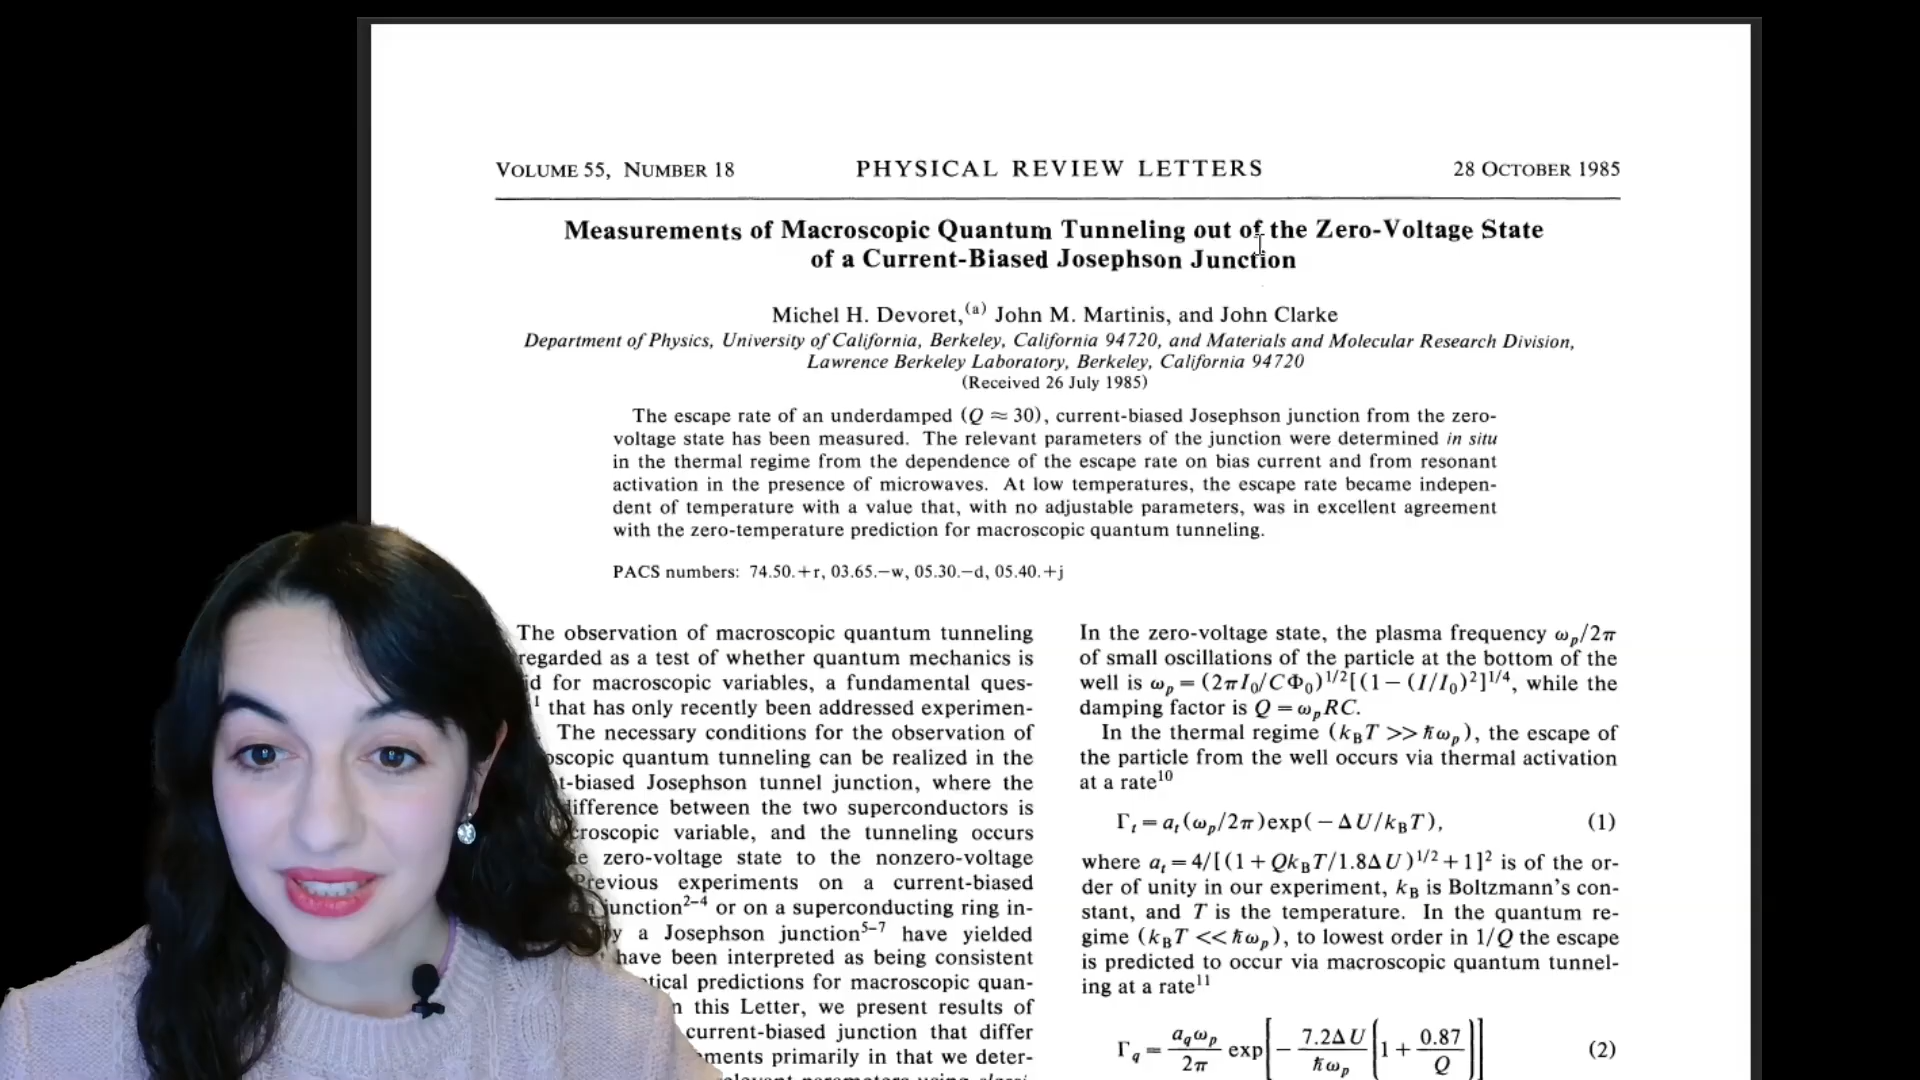 VOLUME 55, NUMBER 18 PHYSICAL REVIEW LETTERS 28 OCTOBER 1985
Measurements of Macroscopic Quantum Tunneling out of the Zero-Voltage State
of a Current-Biased Josephson Junction
Michel H. Devoret,(a) John M. Martinis, and John Clarke
Department of Physics, University of California, Berkeley, California 94720, and Materials and Molecular Research Division,
Lawrence Berkeley Laboratory, Berkeley, California 94720
(Received 26 July 1985)
The escape rate of an underdamped (Q ≈ 30), current-biased Josephson junction from the zero-
voltage state has been measured. The relevant parameters of the junction were determined in situ
in the thermal regime from the dependence of the escape rate on bias current and from resonant
activation in the presence of microwaves. At low temperatures, the escape rate became indepen-
dent of temperature with a value that, with no adjustable parameters, was in excellent agreement
with the zero-temperature prediction for macroscopic quantum tunneling.
PACS numbers: 74.50.+r, 03.65.−w, 05.30.−d, 05.40.+j
The observation of macroscopic quantum tunneling
regarded as a test of whether quantum mechanics is
for macroscopic variables, a fundamental ques-
1 that has only recently been addressed experimen-
The necessary conditions for the observation of
quantum tunneling can be realized in the
-biased Josephson tunnel junction, where the
difference between the two superconductors is
variable, and the tunneling occurs
zero-voltage state to the nonzero-voltage
Previous experiments on a current-biased
junction2−4 or on a superconducting ring in-
a Josephson junction5−7 have yielded
have been interpreted as being consistent
predictions for macroscopic quan-
this Letter, we present results of
current-biased junction that differ
primarily in that we deter-
parameters using classi-
In the zero-voltage state, the plasma frequency ωp/2π
of small oscillations of the particle at the bottom of the
well is ωp = (2πI0/CΦ0)1/2[(1−(I/I0)2]1/4, while the
damping factor is Q = ωpRC.
In the thermal regime (kBT >> ℏωp), the escape of
the particle from the well occurs via thermal activation
at a rate10
Γt = at(ωp/2π)exp(−ΔU/kBT), (1)
where at = 4/[(1+QkBT/1.8ΔU)1/2+1]2 is of the or-
der of unity in our experiment, kB is Boltzmann's con-
stant, and T is the temperature. In the quantum re-
gime (kBT << ℏωp), to lowest order in 1/Q the escape
is predicted to occur via macroscopic quantum tunnel-
ing at a rate11
Γq = aqωp/2π exp[−7.2ΔU/ℏωp(1+0.87/Q)] (2)